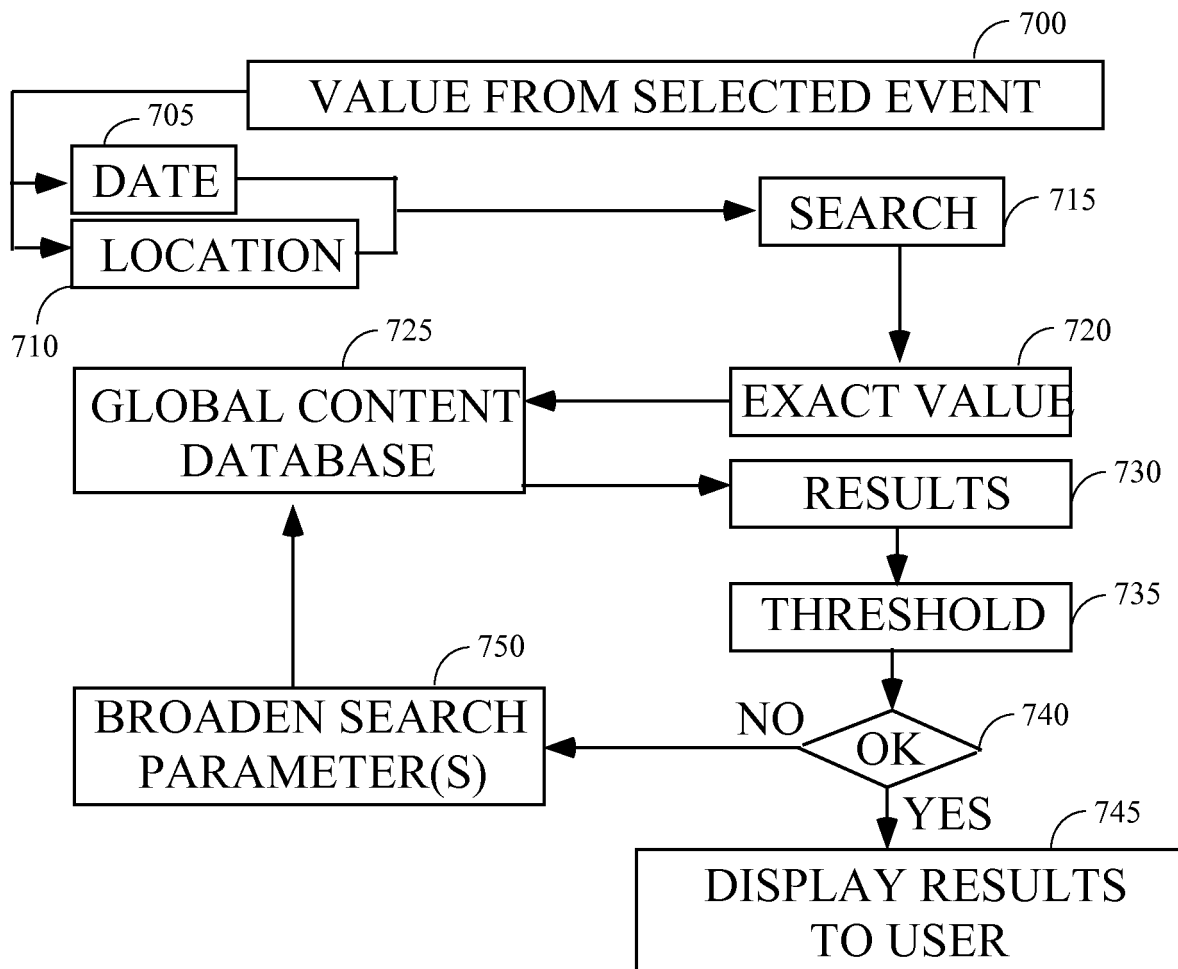 700
VALUE FROM SELECTED EVENT
705
DATE
SEARCH
715
LOCATION
710
725
720
GLOBAL CONTENT
DATABASE
EXACT VALUE
RESULTS
730
THRESHOLD
735
750
BROADEN SEARCH
PARAMETER(S)
NO
OK
740
YES
745
DISPLAY RESULTS
TO USER